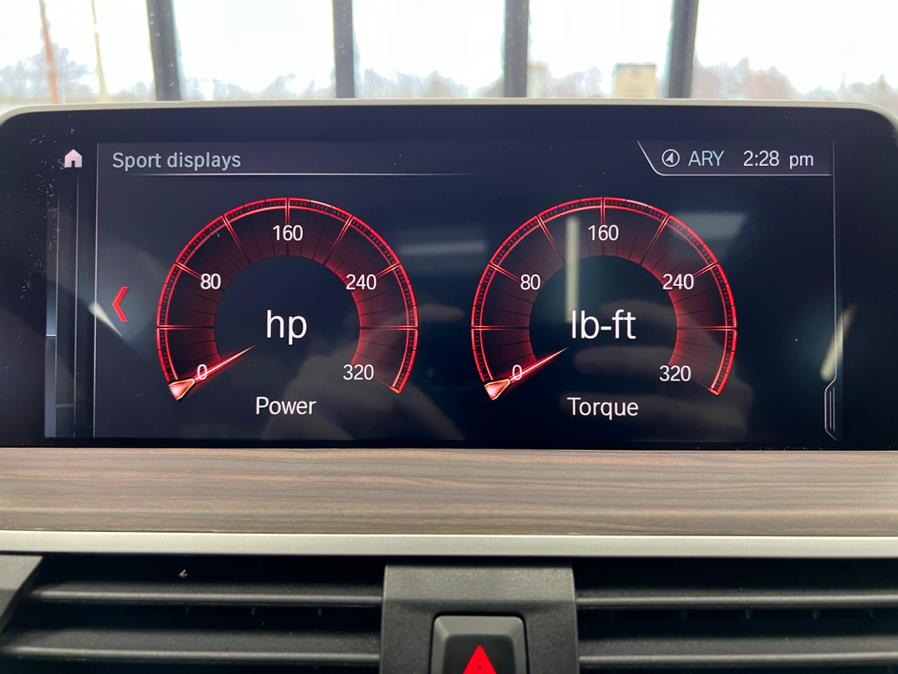 Sport displays
ARY 2:28 pm
160
80 240
hp
0 320
Power
160
80 240
lb-ft
0 320
Torque